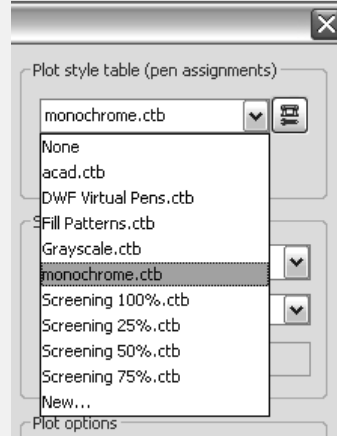 Plot style table (pen assignments)
monochrome.ctb
None
acad.ctb
DWF Virtual Pens.ctb
Fill Patterns.ctb
Grayscale.ctb
monochrome.ctb
Screening 100%.ctb
Screening 25%.ctb
Screening 50%.ctb
Screening 75%.ctb
New...
Plot options